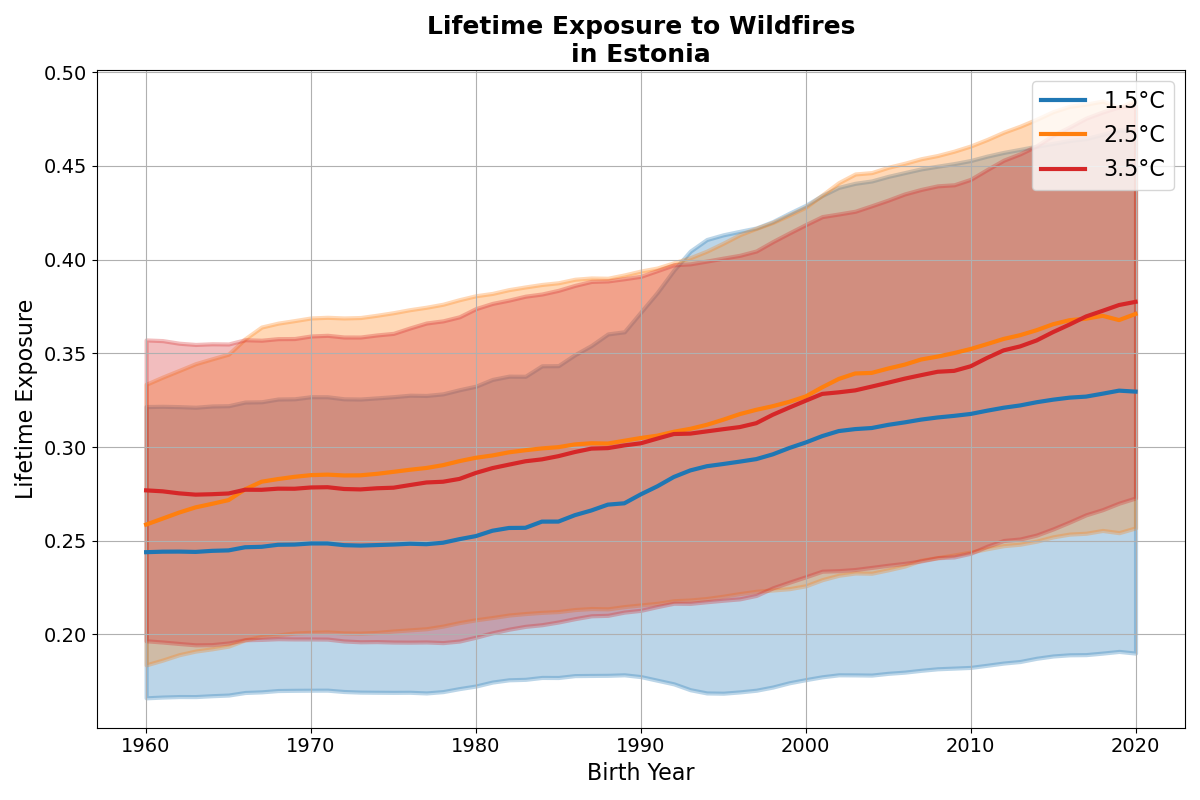 Lifetime Exposure to Wildfires
in Estonia
1.5°C
2.5°C
3.5°C
Lifetime Exposure
0.50
0.45
0.40
0.35
0.30
0.25
0.20
1960 1970 1980 1990 2000 2010 2020
Birth Year